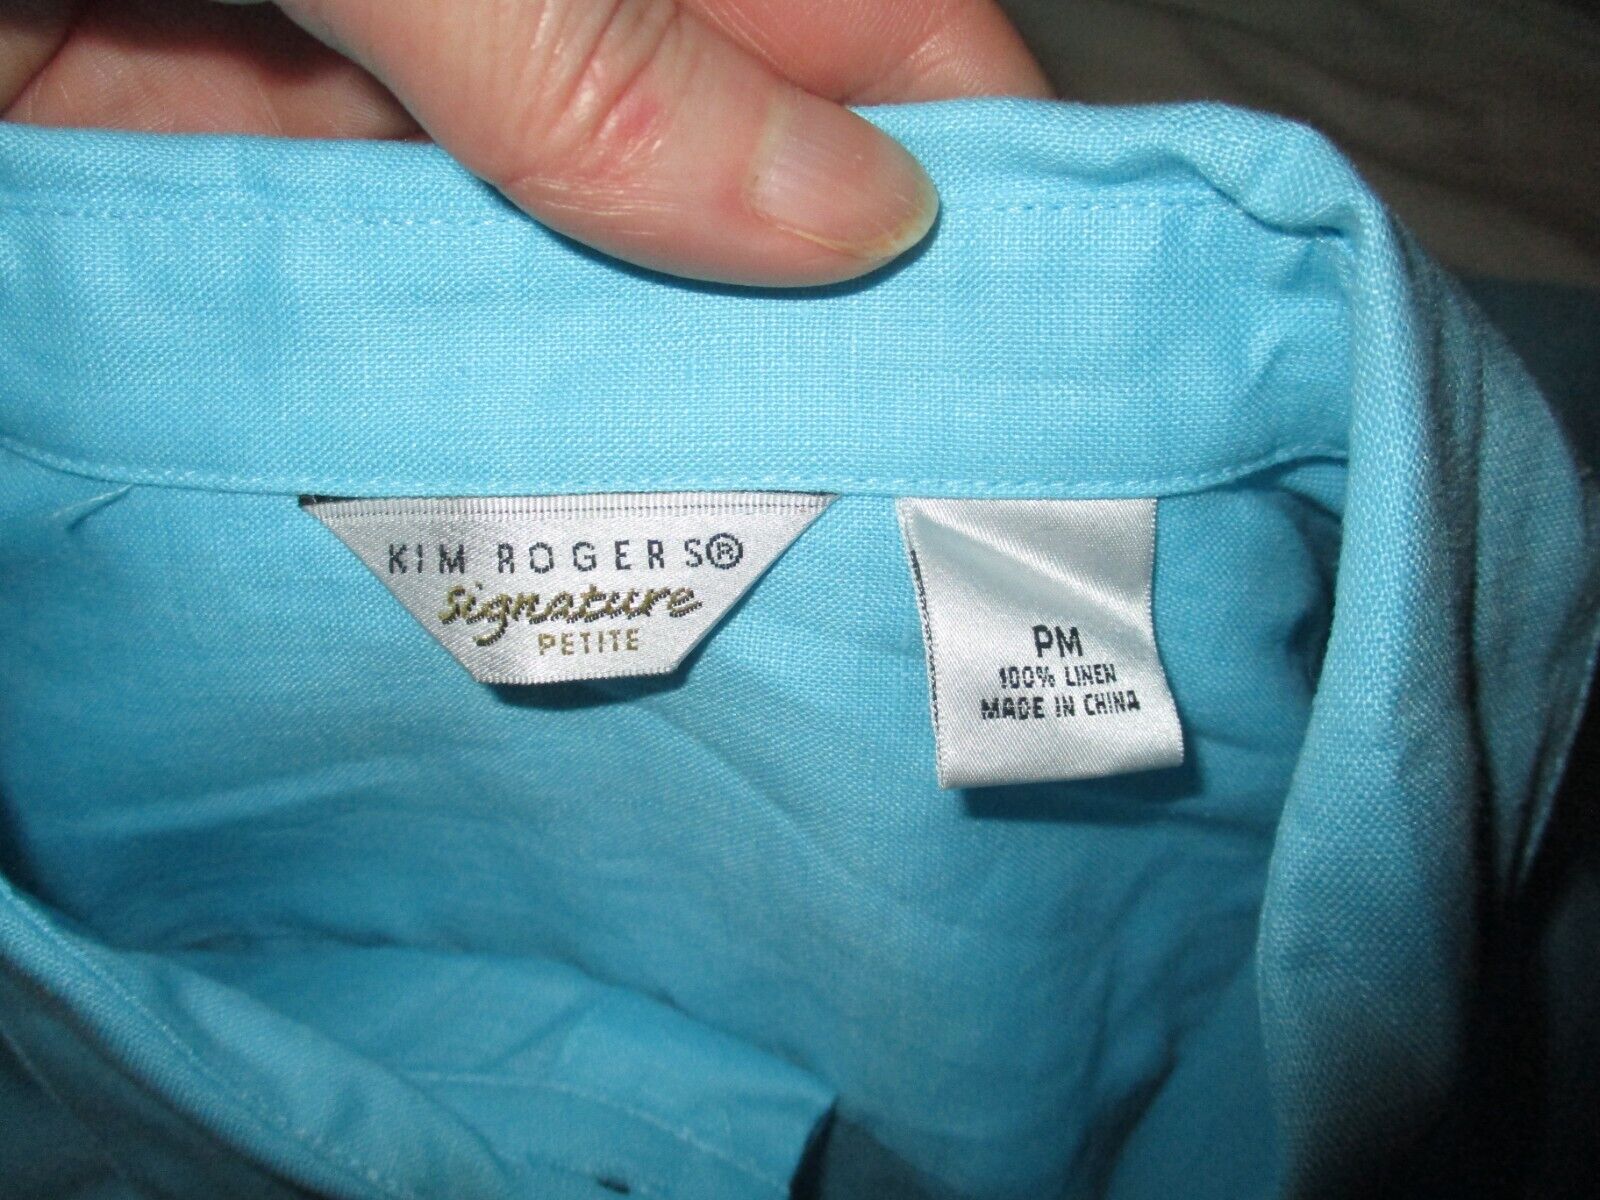 KIM ROGERS®
signature
PETITE
PM
100% LINEN
MADE IN CHINA